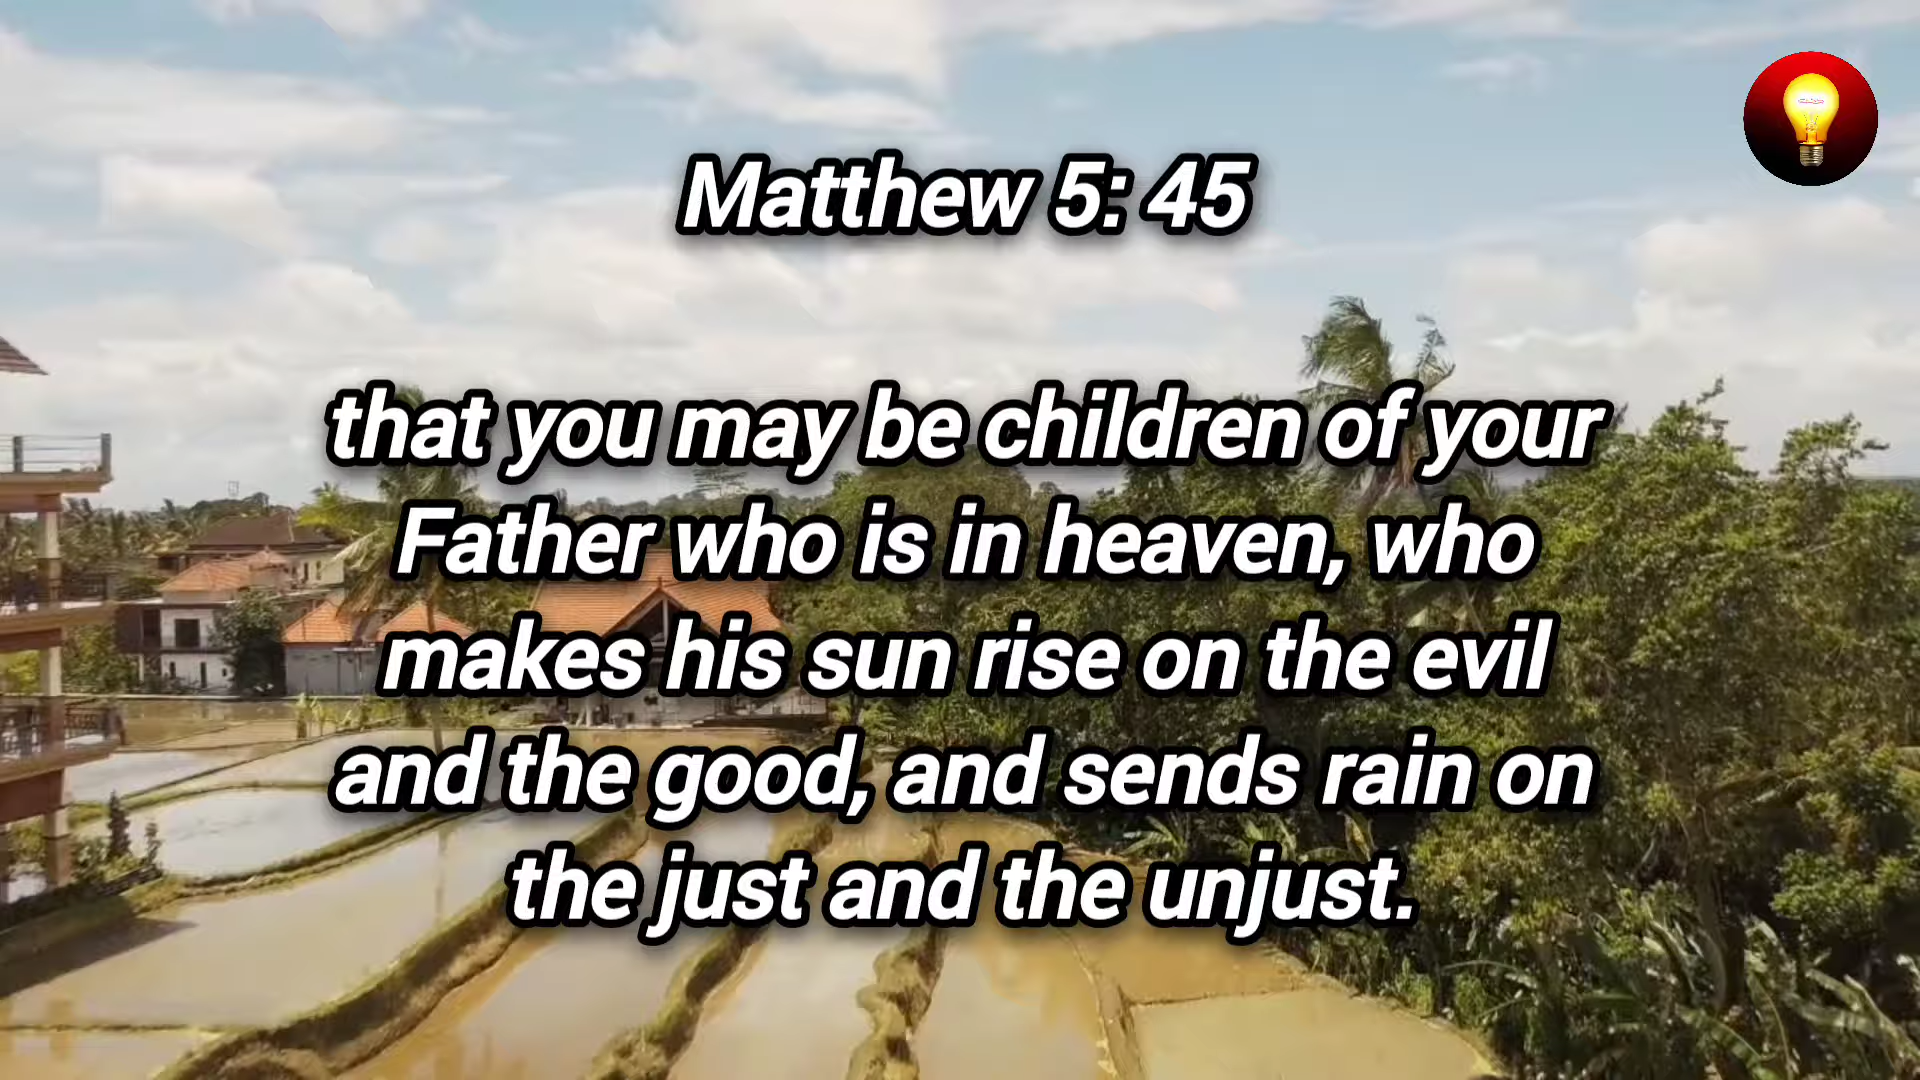 Matthew 5: 45
that you may be children of your
Father who is in heaven, who
makes his sun rise on the evil
and the good, and sends rain on
the just and the unjust.